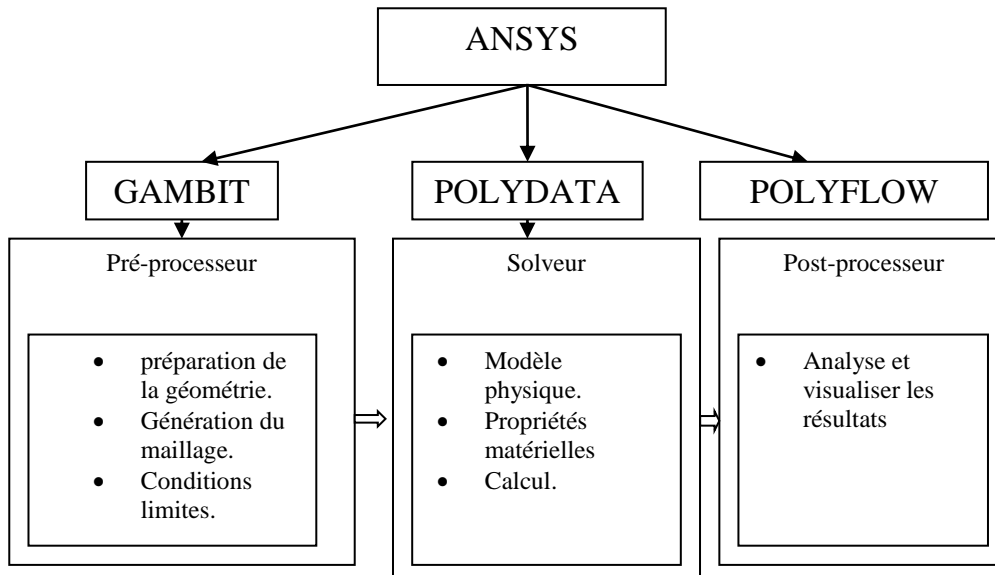 ANSYS
GAMBIT
POLYDATA
POLYFLOW
Pré-processeur
• préparation de
la géométrie.
• Génération du
maillage.
• Conditions
limites.
Solveur
• Modèle
physique.
• Propriétés
matérielles
• Calcul.
Post-processeur
• Analyse et
visualiser les
résultats